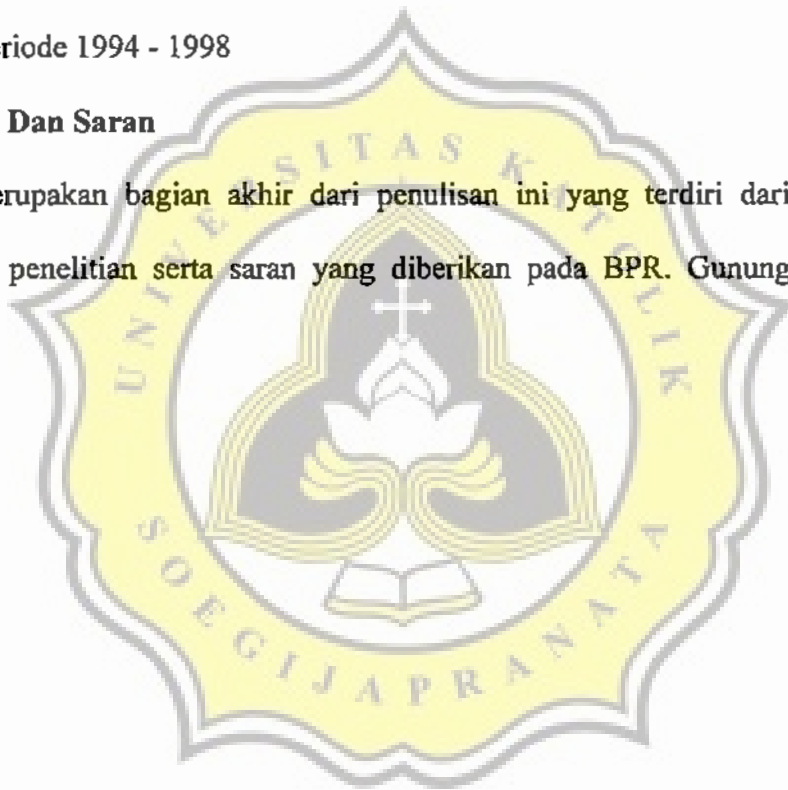 riode 1994 - 1998
Dan Saran
erupakan bagian akhir dari penulisan ini yang terdiri dari
penelitian serta saran yang diberikan pada BPR. Gunung
UNIVERSITAS KATOLIK
SOEGIJAPRANATA